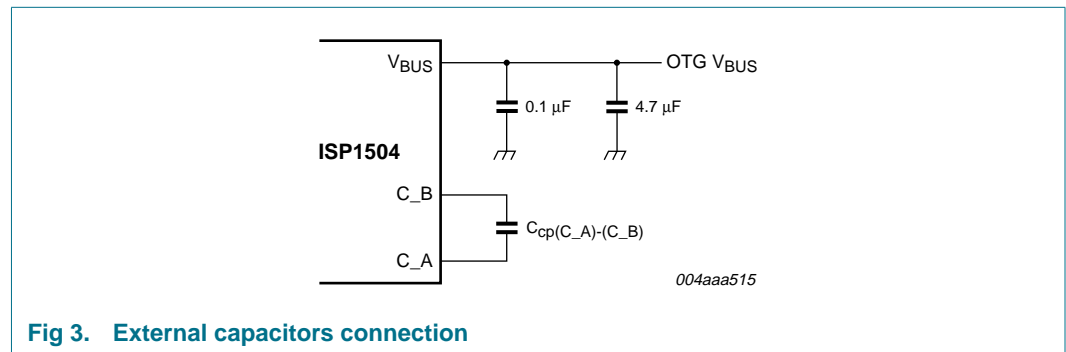 VBUS OTG VBUS
0.1 μF 4.7 μF
ISP1504
C_B
Ccp(C_A)-(C_B)
C_A
004aaa515
Fig 3. External capacitors connection